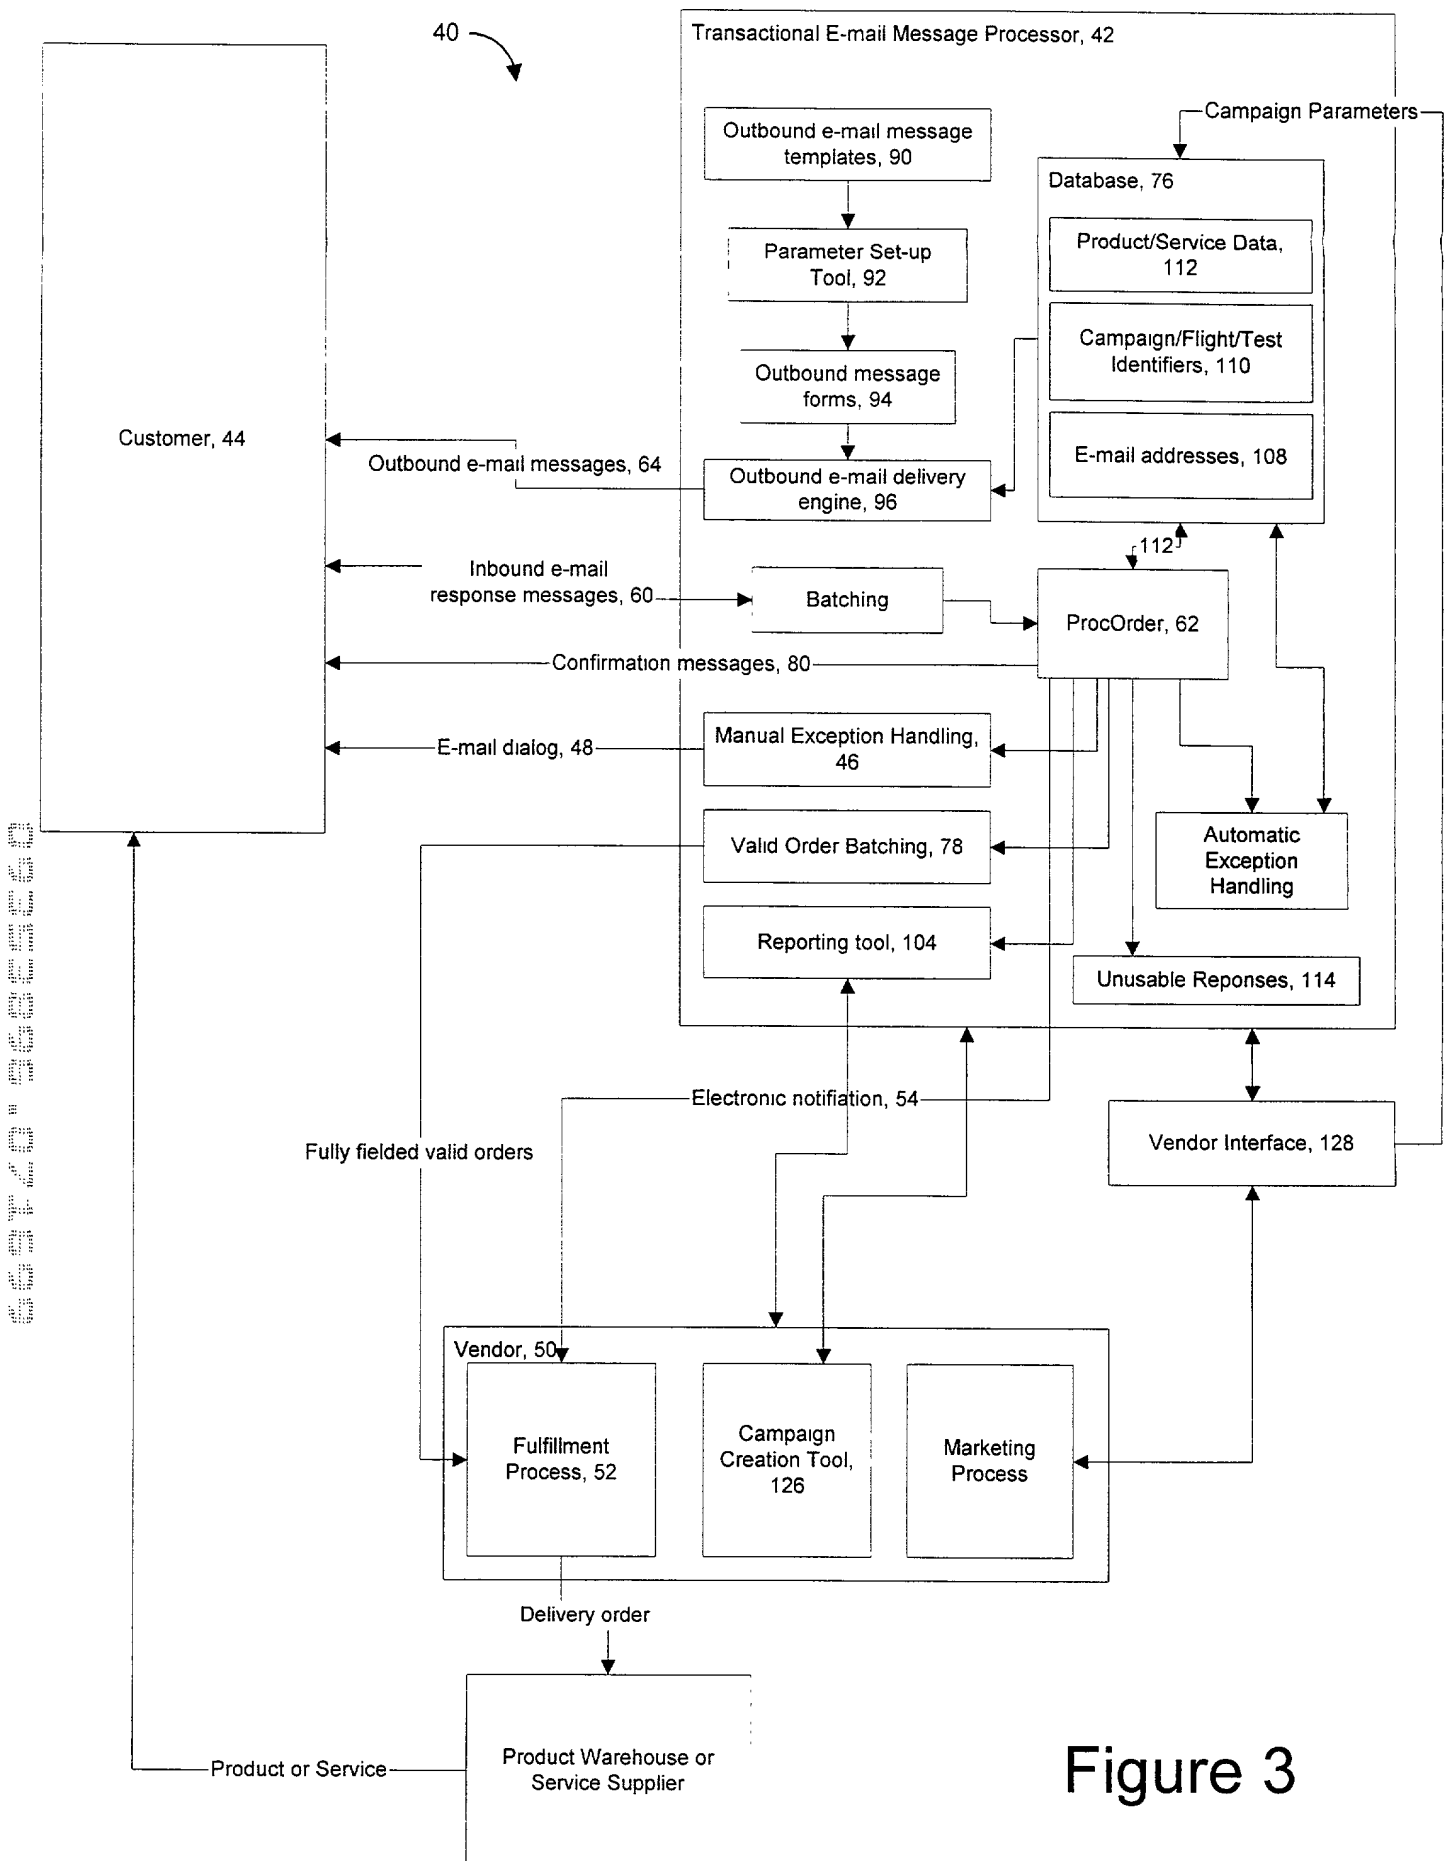 40
Transactional E-mail Message Processor, 42
Campaign Parameters
Outbound e-mail message
templates, 90
Database, 76
Product/Service Data,
112
Parameter Set-up
Tool, 92
Campaign/Flight/Test
Identifiers, 110
Outbound message
forms, 94
Customer, 44
E-mail addresses, 108
Outbound e-mail messages, 64
Outbound e-mail delivery
engine, 96
112
Inbound e-mail
response messages, 60
Batching
ProcOrder, 62
Confirmation messages, 80
E-mail dialog, 48
Manual Exception Handling,
46
Valid Order Batching, 78
Automatic
Exception
Handling
Reporting tool, 104
Unusable Reponses, 114
Electronic notifiation, 54
Fully fielded valid orders
Vendor Interface, 128
Vendor, 50
Fulfillment
Process, 52
Campaign
Creation Tool,
126
Marketing
Process
Delivery order
Product or Service
Product Warehouse or
Service Supplier
Figure 3